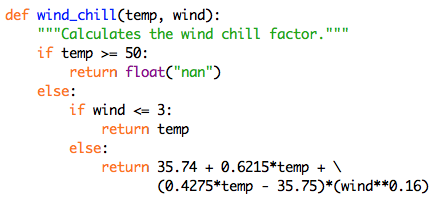 def wind_chill(temp, wind):
    """Calculates the wind chill factor."""
    if temp >= 50:
        return float("nan")
    else:
        if wind <= 3:
            return temp
        else:
            return 35.74 + 0.6215*temp + \
                   (0.4275*temp - 35.75)*(wind**0.16)